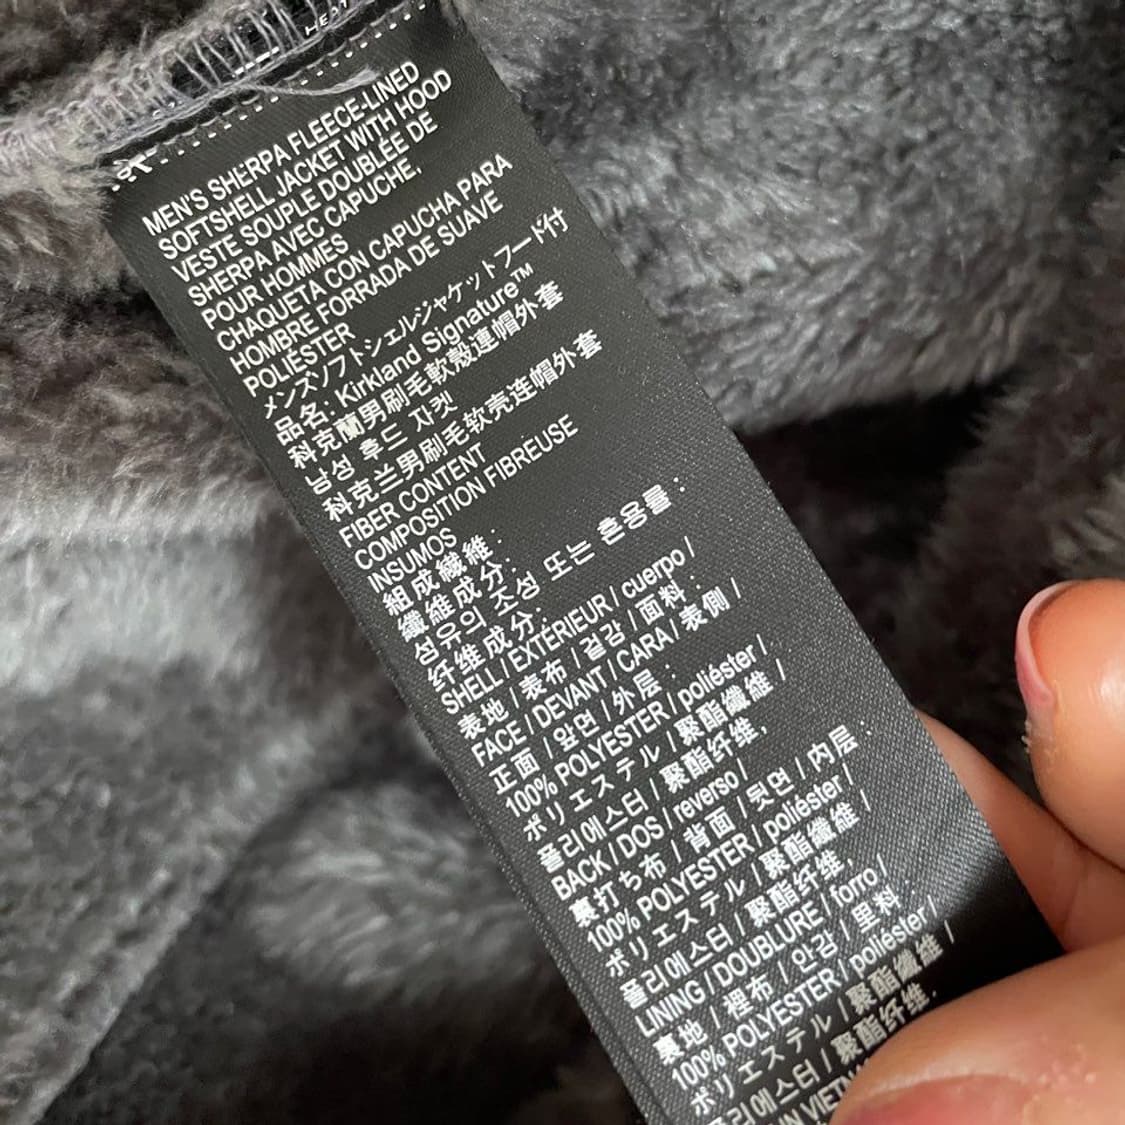 MEN'S SHERPA FLEECE-LINED
SOFTSHELL JACKET WITH HOOD
VESTE SOUPLE DOUBLÉE DE
SHERPA AVEC CAPUCHE,
POUR HOMMES
CHAQUETA CON CAPUCHA PARA
HOMBRE FORRADA DE SUAVE
POLIÉSTER
メンズソフトシェルジャケットフード付
品名: Kirkland Signature™
科克蘭男刷毛軟殼連帽外套
남성 후드 자켓
科克兰男刷毛软壳连帽外套
FIBER CONTENT
COMPOSITION FIBREUSE
INSUMOS
組成繊維 :
纖維成分 :
섬유의 조성 또는 혼용률 :
纤维成分:
SHELL / EXTÉRIEUR / cuerpo /
表地 / 表布 / 겉감 / 面料 :
FACE / DEVANT / CARA / 表側 /
正面 / 앞면 / 外层 :
100% POLYESTER / poliéster /
ポリエステル / 聚酯纖維 /
폴리에스터 / 聚酯纤维,
BACK / DOS / reverso /
裏打ち布 / 背面 / 뒷면 / 内层 :
100% POLYESTER / poliéster /
ポリエステル / 聚酯纖維 /
폴리에스터 / 聚酯纤维,
LINING / DOUBLURE / forro /
裏地 / 裡布 / 안감 / 里料 :
100% POLYESTER / poliéster /
ポリエステル / 聚酯纖維 /
폴리에스터 / 聚酯纤维.
IN VIETN